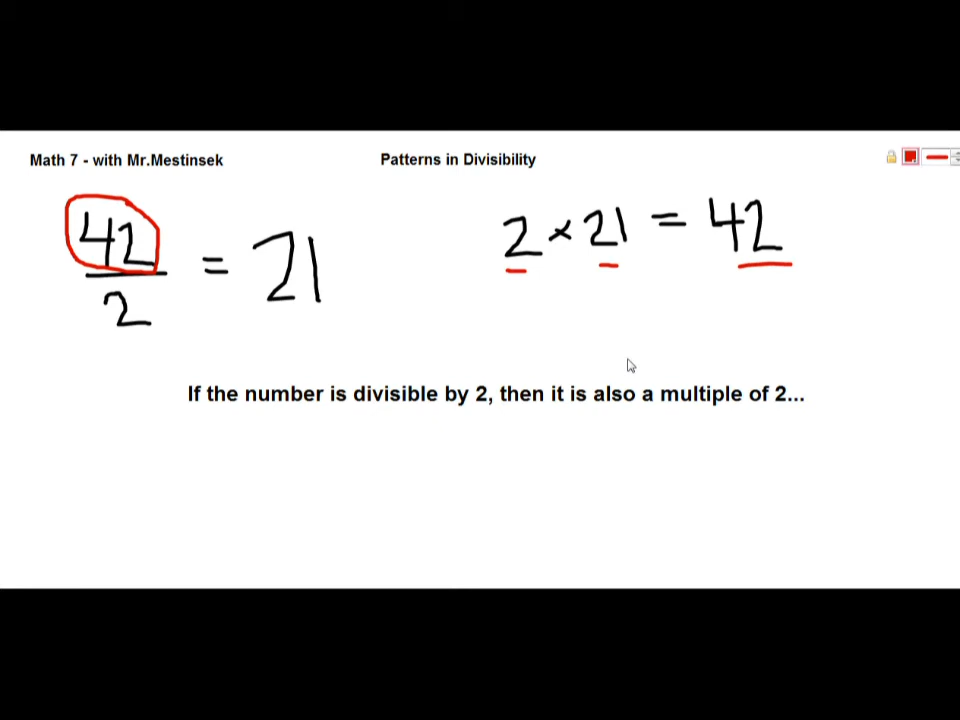 Math 7 - with Mr.Mestinsek
Patterns in Divisibility
42
2
= 21
2 × 21 = 42
If the number is divisible by 2, then it is also a multiple of 2...